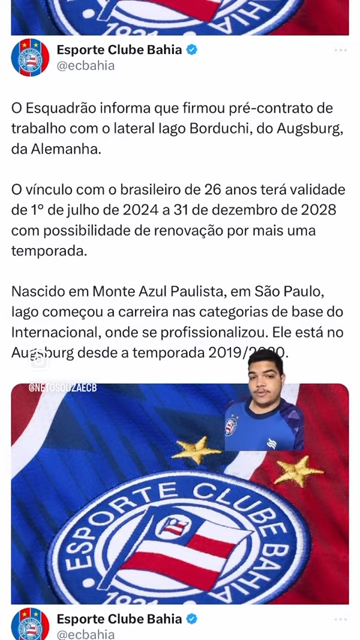 Esporte Clube Bahia
@ecbahia
O Esquadrão informa que firmou pré-contrato de
trabalho com o lateral Iago Borduchi, do Augsburg,
da Alemanha.
O vínculo com o brasileiro de 26 anos terá validade
de 1º de julho de 2024 a 31 de dezembro de 2028
com possibilidade de renovação por mais uma
temporada.
Nascido em Monte Azul Paulista, em São Paulo,
Iago começou a carreira nas categorias de base do
Internacional, onde se profissionalizou. Ele está no
Augsburg desde a temporada 2019/2020.
@NETOSOUZAECB
ESPORTE CLUBE BAHIA
Esporte Clube Bahia
@ecbahia